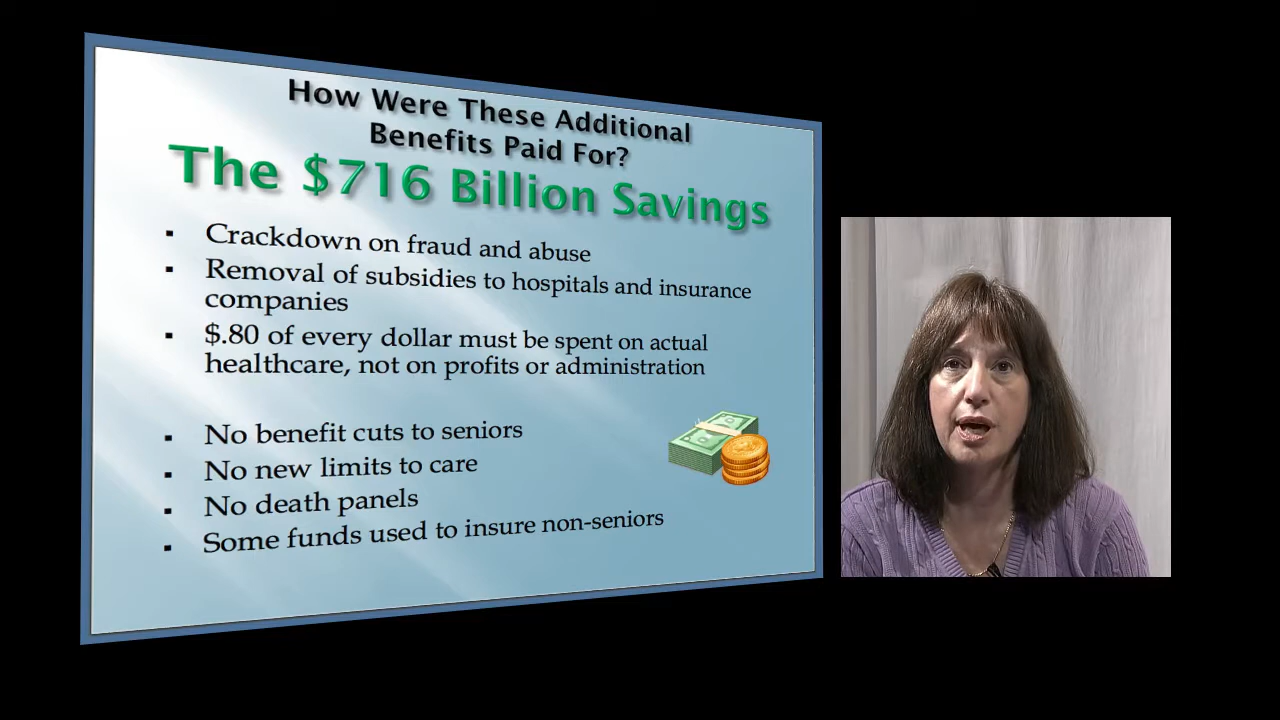 How Were These Additional
Benefits Paid For?
The $716 Billion Savings
▪ Crackdown on fraud and abuse
▪ Removal of subsidies to hospitals and insurance
companies
▪ $.80 of every dollar must be spent on actual
healthcare, not on profits or administration
▪ No benefit cuts to seniors
▪ No new limits to care
▪ No death panels
▪ Some funds used to insure non-seniors